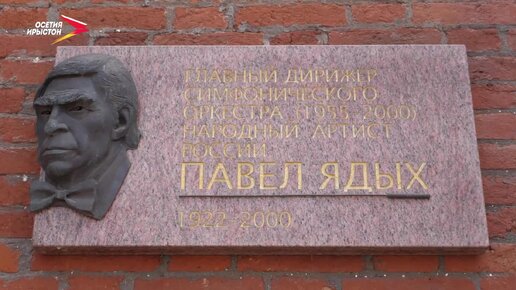 ОСЕТИЯ
ИРЫСТОН
ГЛАВНЫЙ ДИРИЖЕР
СИМФОНИЧЕСКОГО
ОРКЕСТРА (1955-2000)
НАРОДНЫЙ АРТИСТ
РОССИИ
ПАВЕЛ ЯДЫХ
1922-2000